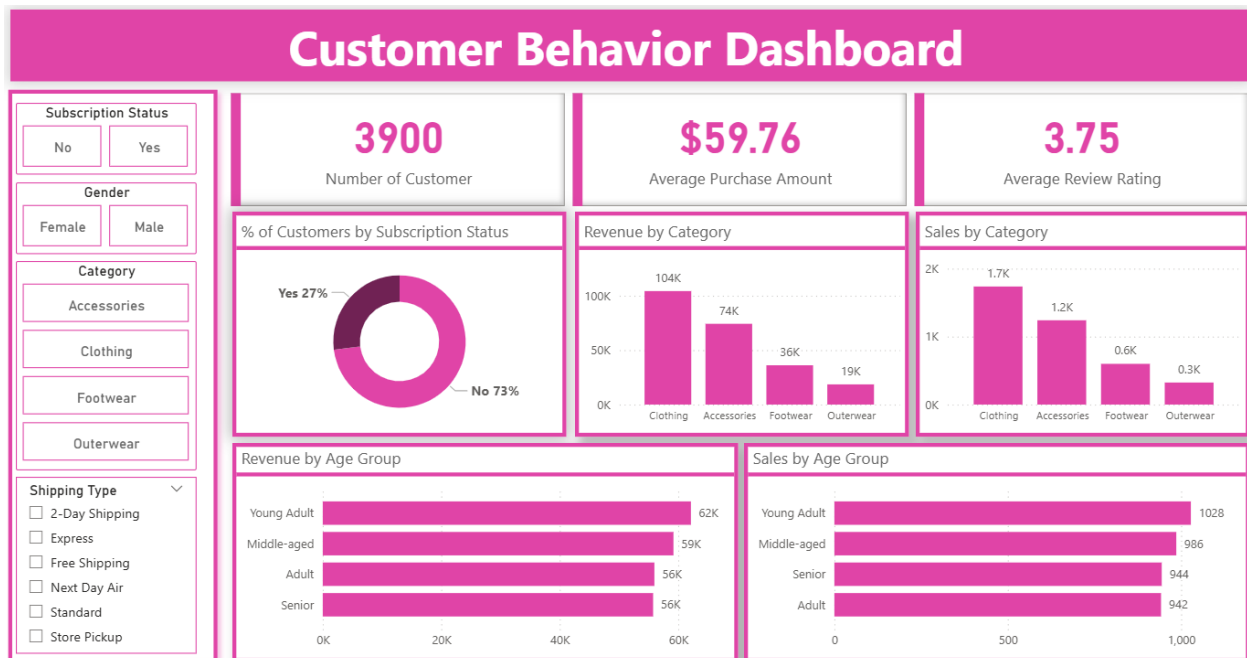 Customer Behavior Dashboard
Subscription Status
No Yes
Gender
Female Male
Category
Accessories
Clothing
Footwear
Outerwear
Shipping Type
2-Day Shipping
Express
Free Shipping
Next Day Air
Standard
Store Pickup
3900
Number of Customer
$59.76
Average Purchase Amount
3.75
Average Review Rating
% of Customers by Subscription Status
Yes 27%
No 73%
Revenue by Category
104K
100K
74K
50K
36K
19K
0K
Clothing Accessories Footwear Outerwear
Sales by Category
2K
1.7K
1.2K
1K
0.6K
0.3K
0K
Clothing Accessories Footwear Outerwear
Revenue by Age Group
Young Adult 62K
Middle-aged 59K
Adult 56K
Senior 56K
0K 20K 40K 60K
Sales by Age Group
Young Adult 1028
Middle-aged 986
Senior 944
Adult 942
0 500 1,000